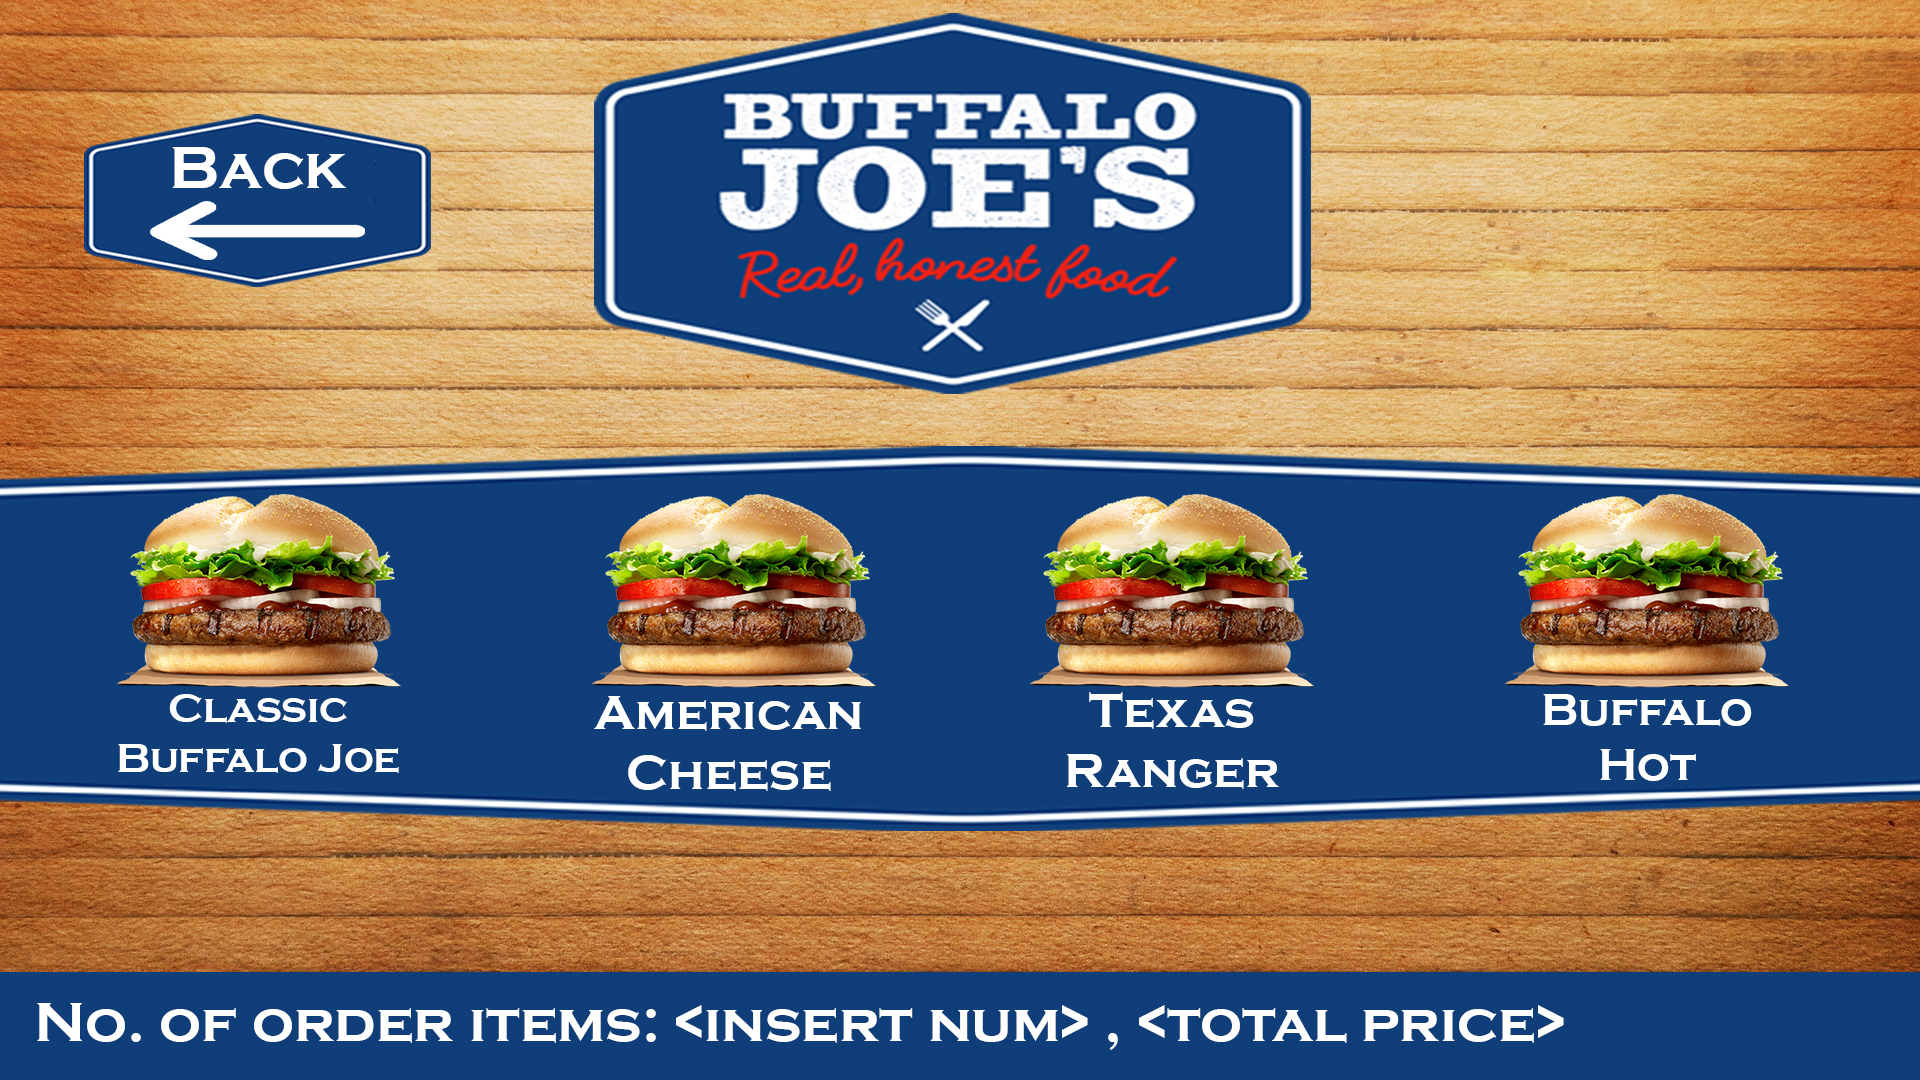 BUFFALO
JOE'S
Real, honest food
BACK
CLASSIC
BUFFALO JOE
AMERICAN
CHEESE
TEXAS
RANGER
BUFFALO
HOT
NO. OF ORDER ITEMS: <INSERT NUM> , <TOTAL PRICE>